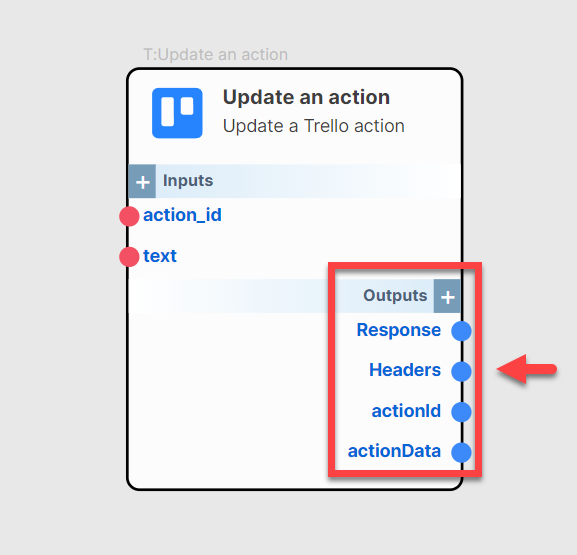 T:Update an action
Update an action
Update a Trello action
+ Inputs
action_id
text
Outputs +
Response
Headers
actionId
actionData